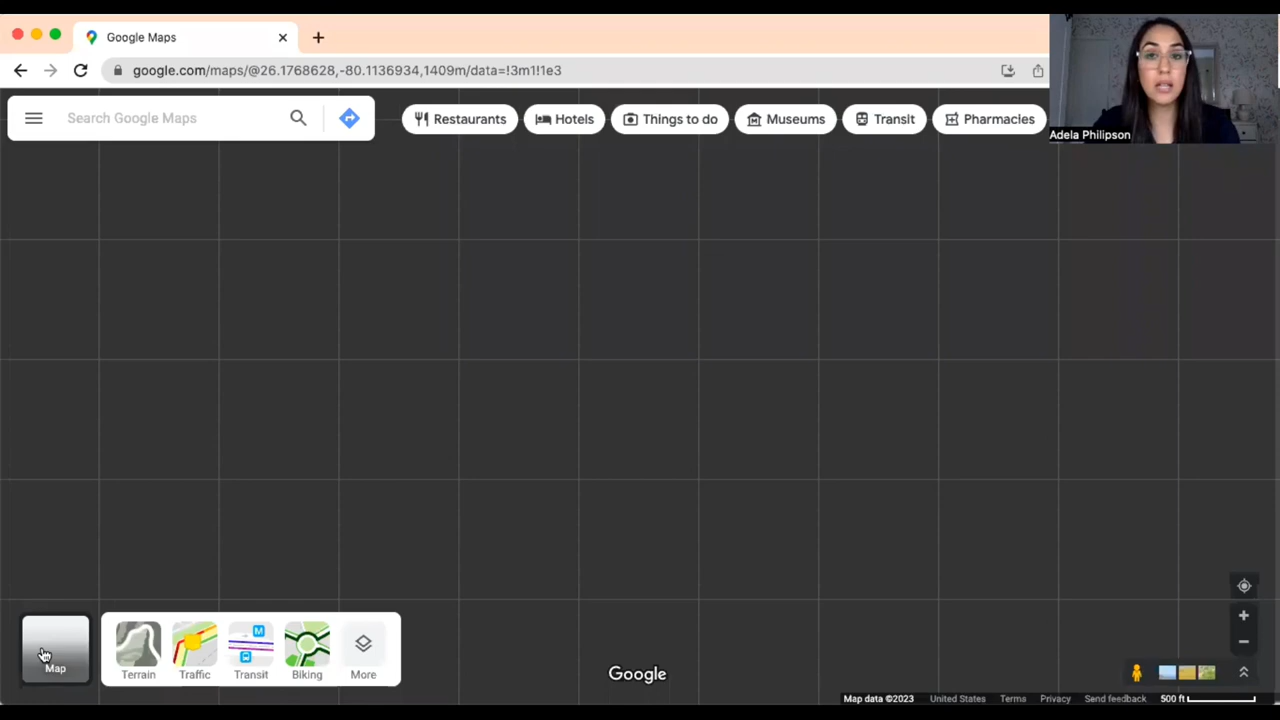 Google Maps
google.com/maps/@26.1768628,-80.1136934,1409m/data=!3m1!1e3
Search Google Maps
Restaurants
Hotels
Things to do
Museums
Transit
Pharmacies
Adela Philipson
Map
Terrain
Traffic
M
Transit
Biking
More
Google
Map data ©2023 United States Terms Privacy Send feedback 500 ft